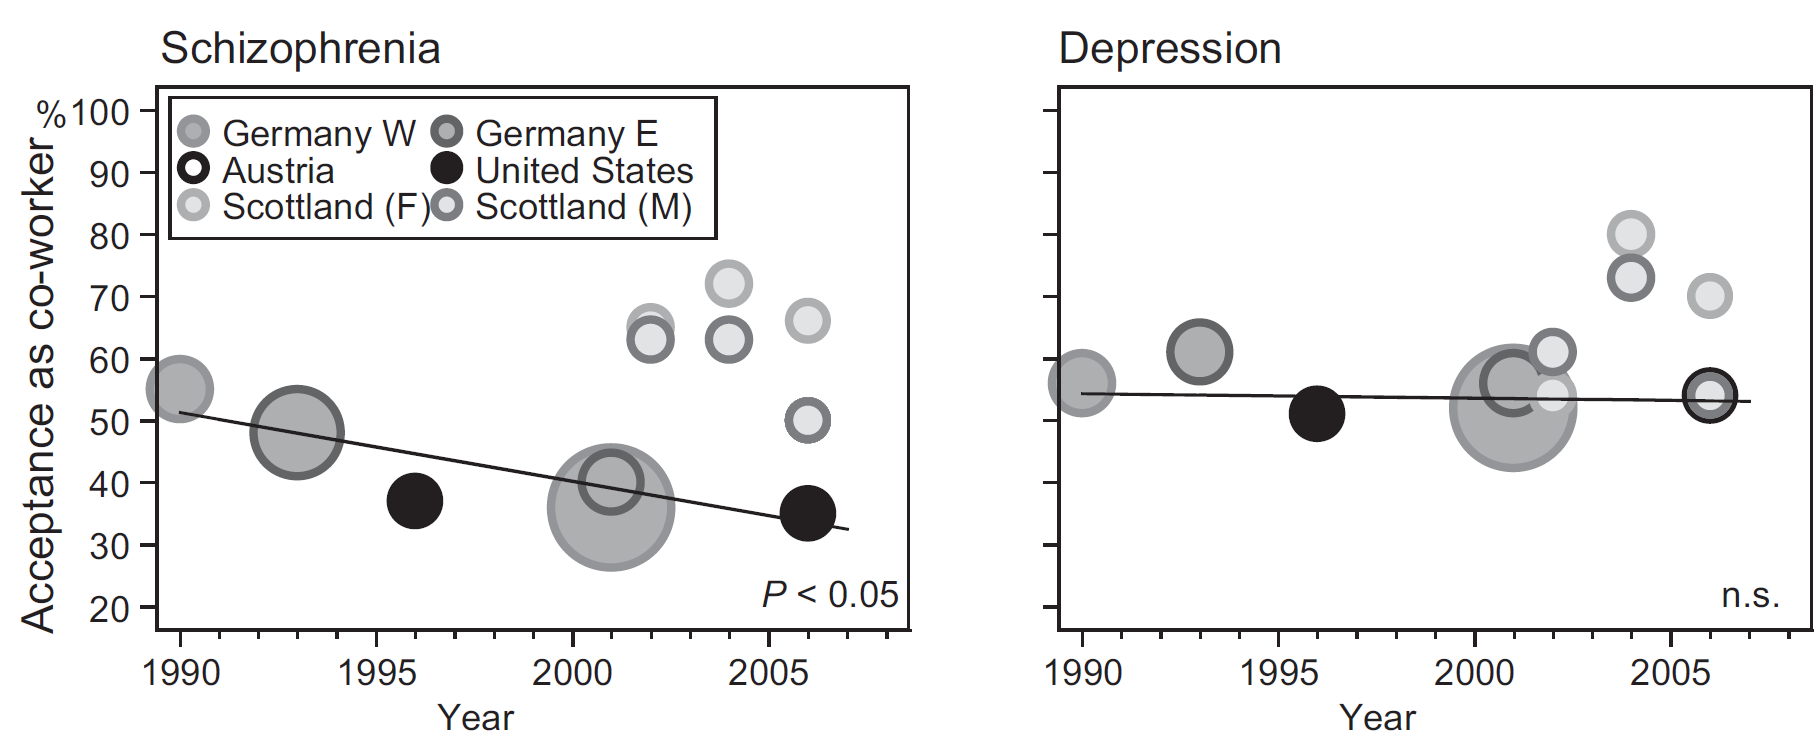 Schizophrenia
%100
90
80
70
60
50
40
30
20
Acceptance as co-worker
Germany W
Germany E
Austria
United States
Scottland (F)
Scottland (M)
P < 0.05
1990 1995 2000 2005
Year
Depression
n.s.
1990 1995 2000 2005
Year